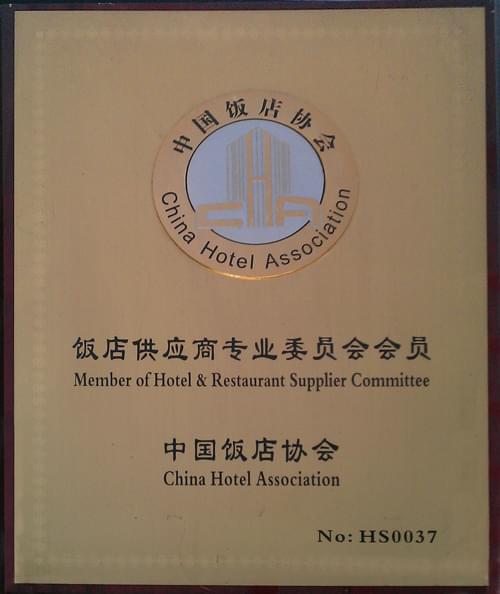 中国饭店协会
CHA
China Hotel Association
饭店供应商专业委员会会员
Member of Hotel & Restaurant Supplier Committee
中国饭店协会
China Hotel Association
No: HS0037